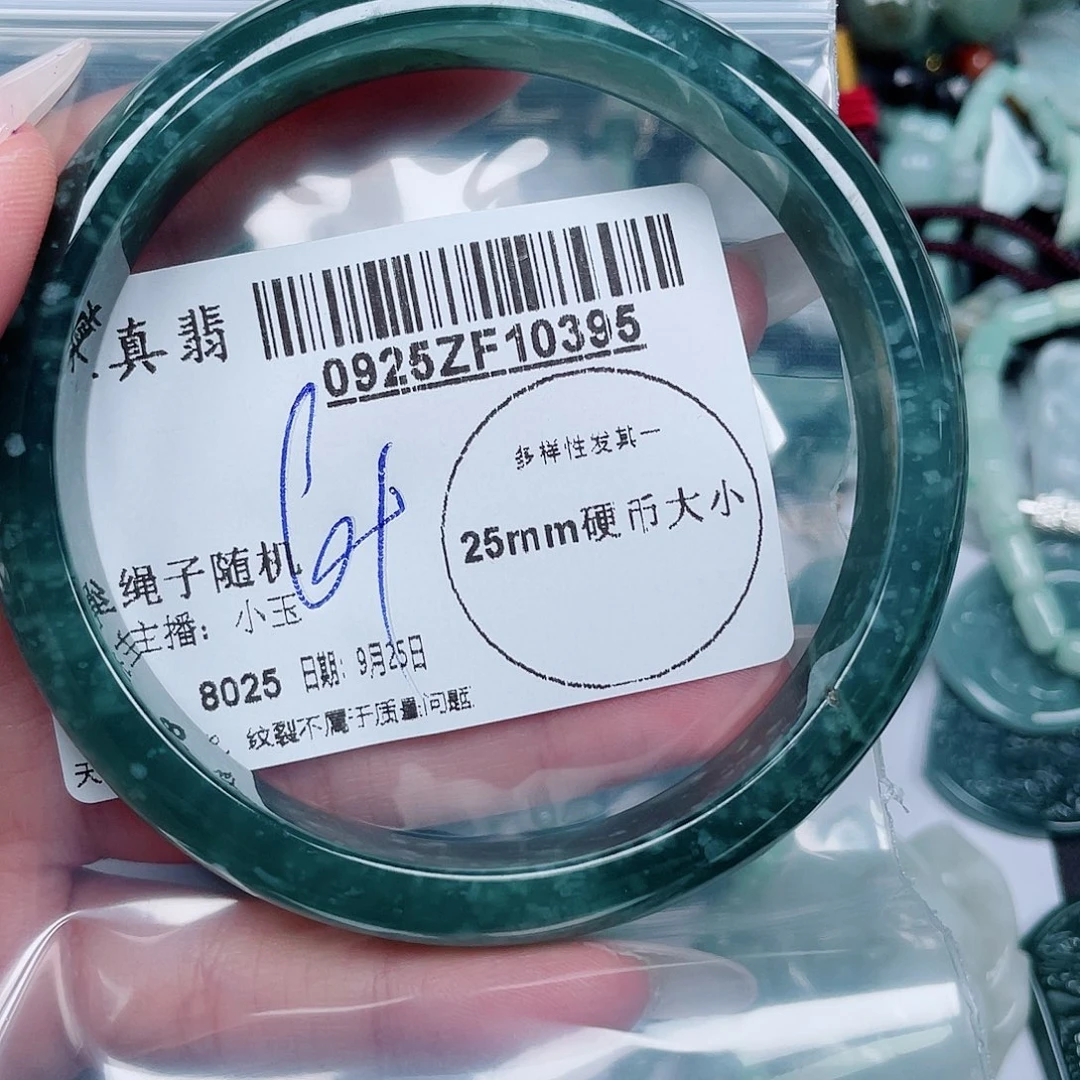 真翡
0925ZF10395
64
多样性发其一
25mm硬币大小
绳子随机
主播：小玉
8025 日期：9月25日
纹裂不属于质量问题
天